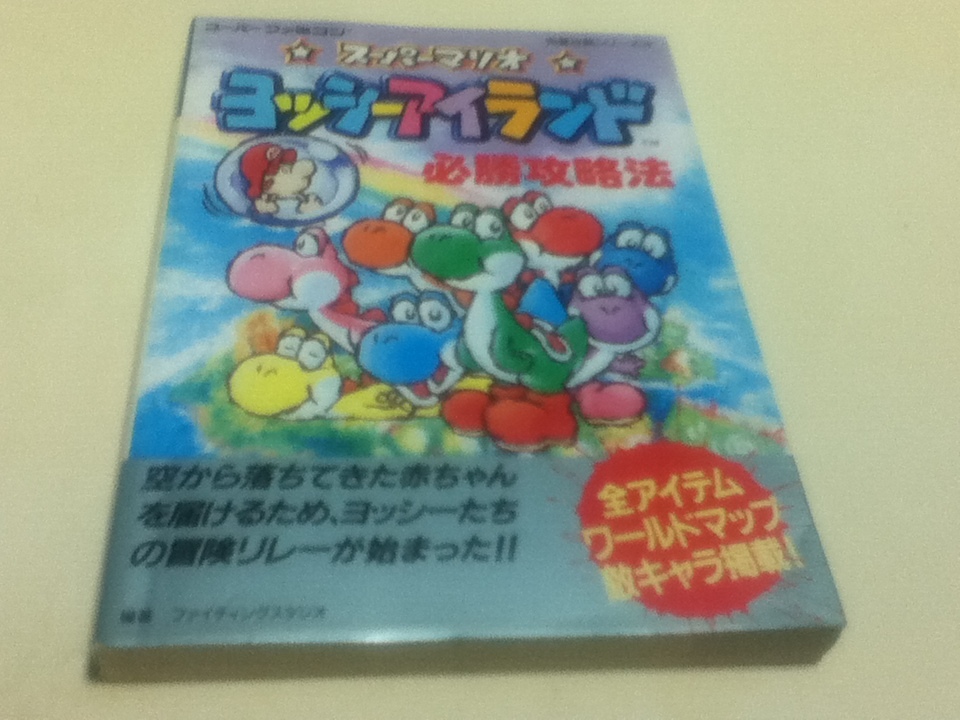 スーパーファミコン
スーパーマリオ
ヨッシーアイランド
必勝攻略法
空から落ちてきた赤ちゃん
を届けるため、ヨッシーたち
の冒険リレーが始まった!!
全アイテム
ワールドマップ
敵キャラ掲載!
編著 ファイティングスタジオ